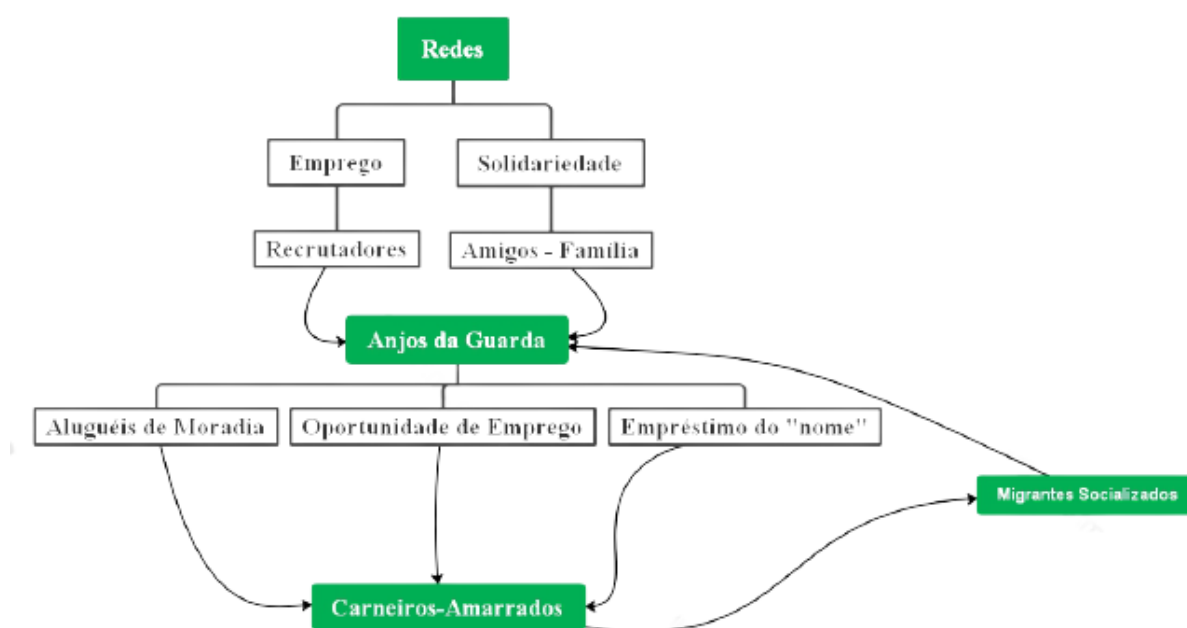 Redes
Emprego
Solidariedade
Recrutadores
Amigos - Família
Anjos da Guarda
Aluguéis de Moradia
Oportunidade de Emprego
Empréstimo do "nome"
Migrantes Socializados
Carneiros-Amarrados